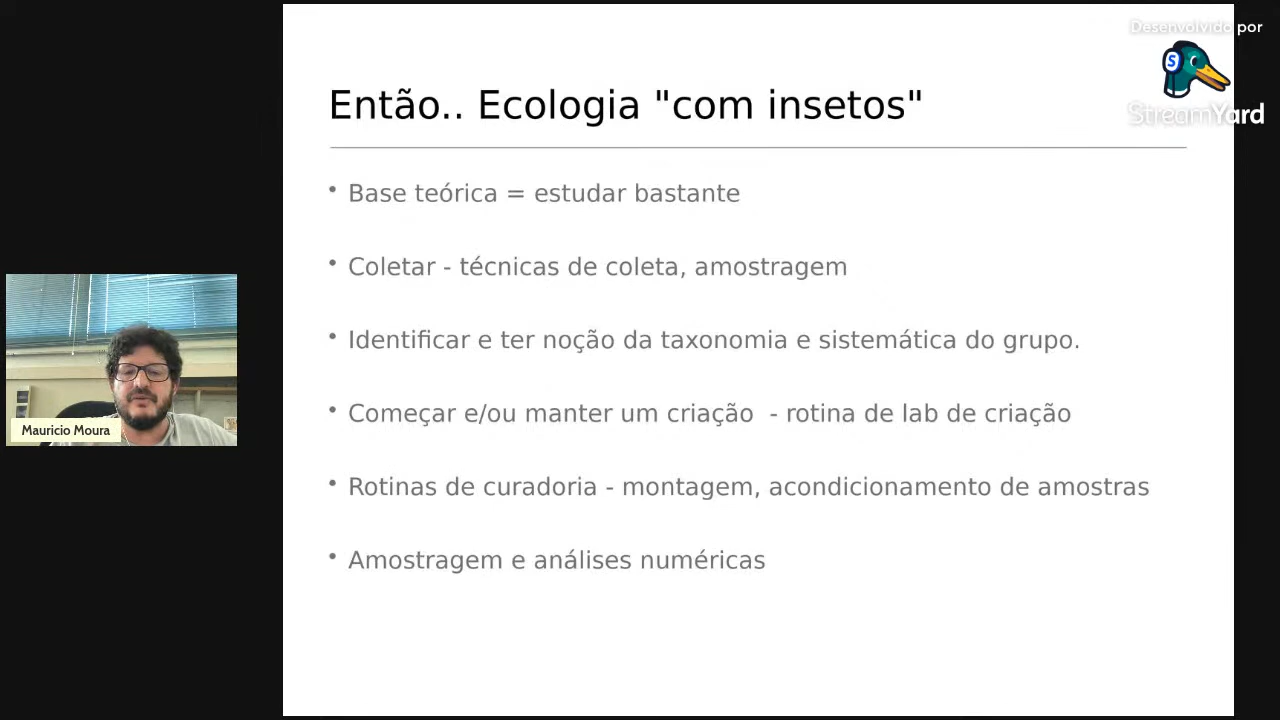 Desenvolvido por
StreamYard
Então.. Ecologia "com insetos"
• Base teórica = estudar bastante
• Coletar - técnicas de coleta, amostragem
• Identificar e ter noção da taxonomia e sistemática do grupo.
• Começar e/ou manter um criação  - rotina de lab de criação
• Rotinas de curadoria - montagem, acondicionamento de amostras
• Amostragem e análises numéricas
Mauricio Moura